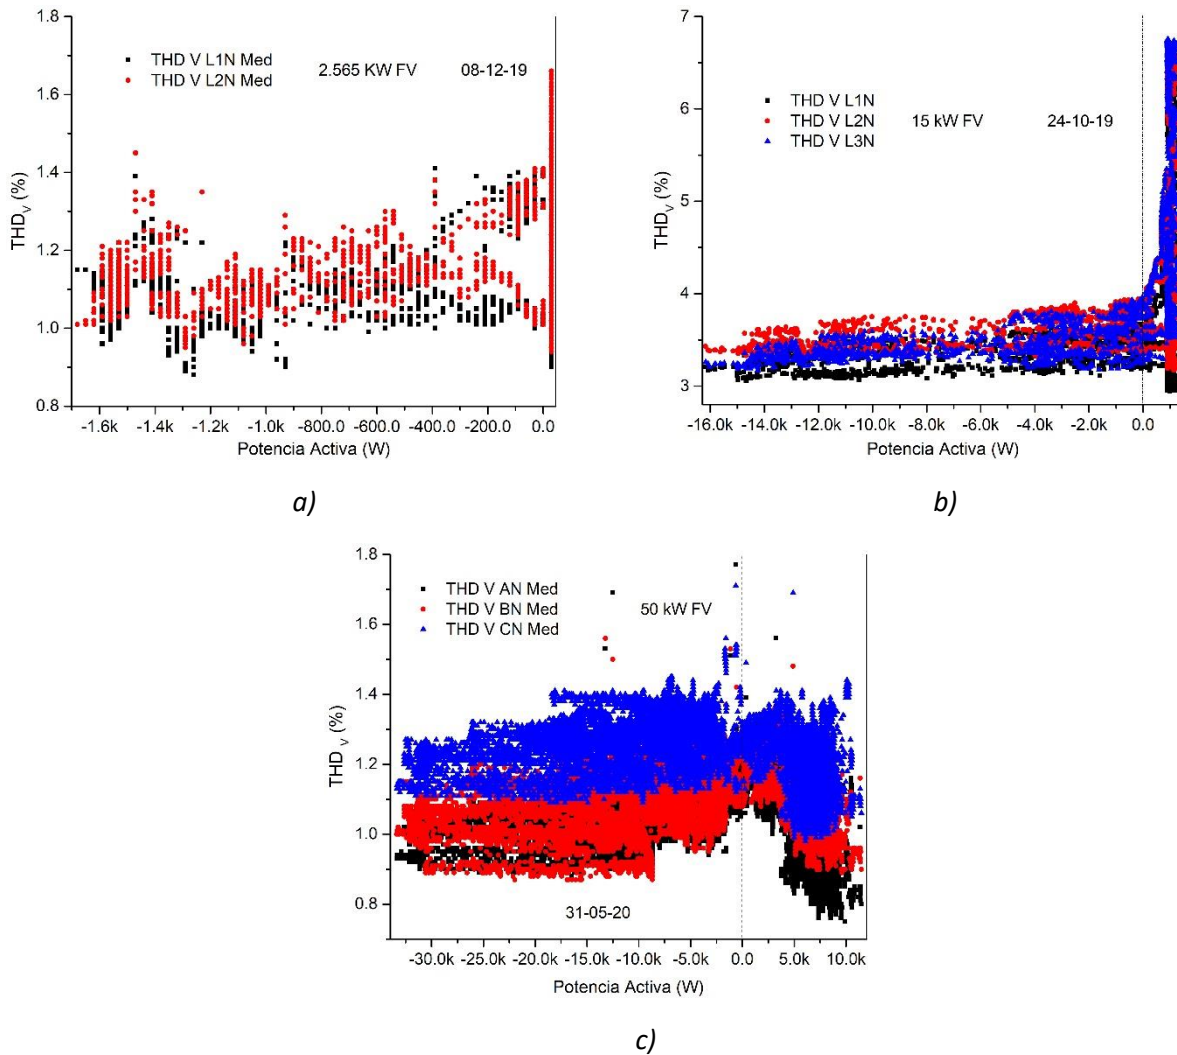 1.8
1.6
1.4
1.2
1.0
0.8
THD_V (%)
THD V L1N Med
THD V L2N Med
2.565 KW FV
08-12-19
-1.6k -1.4k -1.2k -1.0k -800.0 -600.0 -400.0 -200.0 0.0
Potencia Activa (W)
a)
7
6
5
4
3
THD_V (%)
THD V L1N
THD V L2N
THD V L3N
15 kW FV
24-10-19
-16.0k -14.0k -12.0k -10.0k -8.0k -6.0k -4.0k -2.0k 0.0
Potencia Activa (W)
b)
1.8
1.6
1.4
1.2
1.0
0.8
THD V (%)
THD V AN Med
THD V BN Med
THD V CN Med
50 kW FV
31-05-20
-30.0k -25.0k -20.0k -15.0k -10.0k -5.0k 0.0 5.0k 10.0k
Potencia Activa (W)
c)